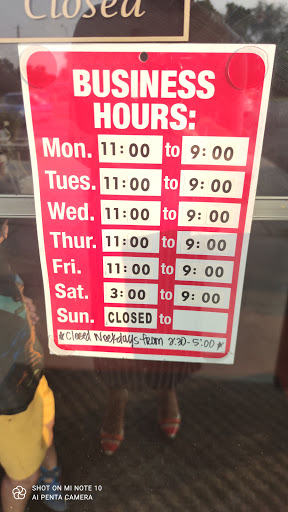 Closed
BUSINESS
HOURS:
Mon. 11:00 to 9:00
Tues. 11:00 to 9:00
Wed. 11:00 to 9:00
Thur. 11:00 to 9:00
Fri. 11:00 to 9:00
Sat. 3:00 to 9:00
Sun. CLOSED to
*Closed Weekdays from 2:30-5:00*
SHOT ON MI NOTE 10
AI PENTA CAMERA